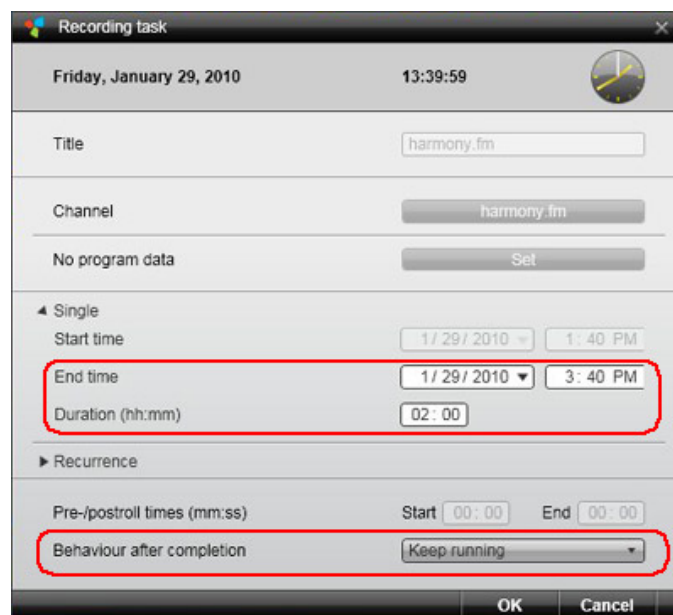 Recording task
Friday, January 29, 2010 13:39:59
Title harmony.fm
Channel harmony.fm
No program data Set
Single
Start time 1/ 29/ 2010 1: 40 PM
End time 1/ 29/ 2010 3: 40 PM
Duration (hh:mm) 02: 00
Recurrence
Pre-/postroll times (mm:ss) Start 00: 00 End 00: 00
Behaviour after completion Keep running
OK Cancel